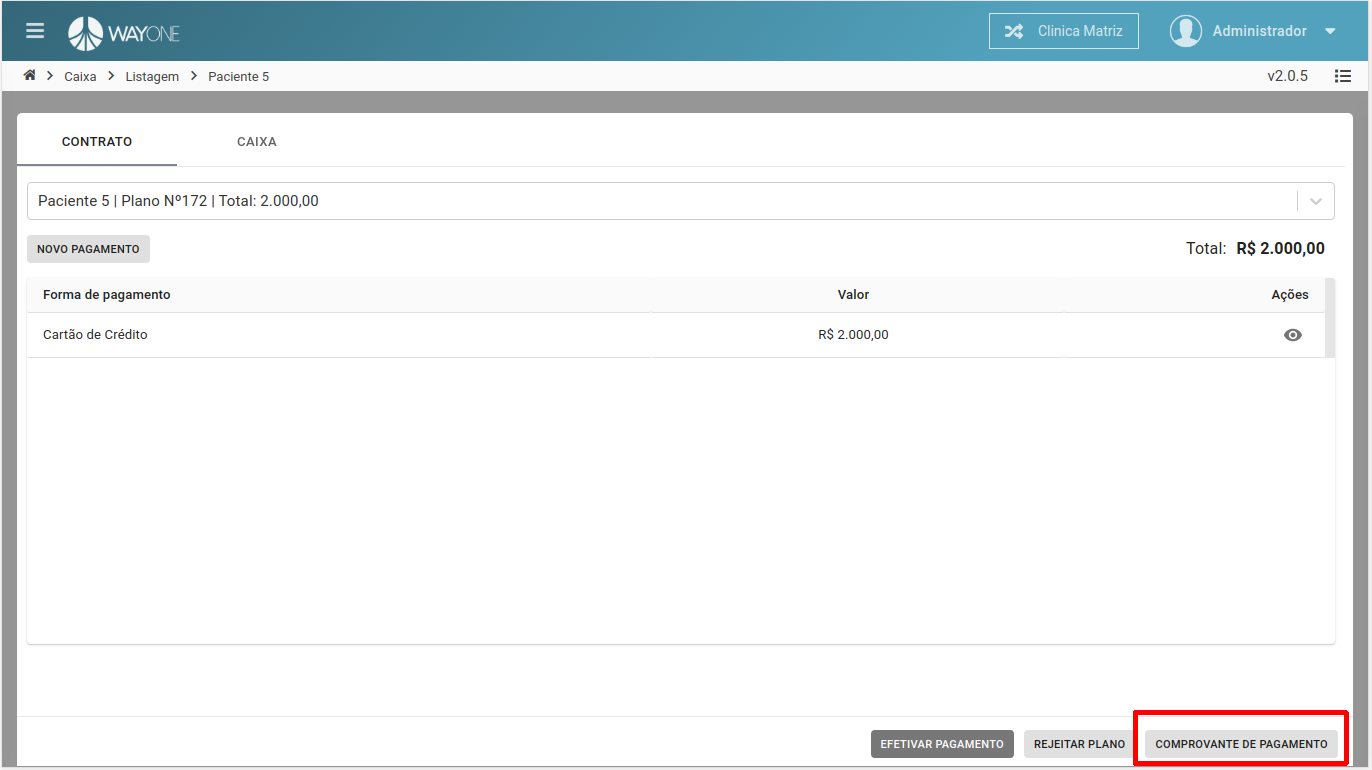 WAYONE
Clinica Matriz
Administrador
Caixa
Listagem
Paciente 5
v2.0.5
CONTRATO
CAIXA
Paciente 5 | Plano Nº172 | Total: 2.000,00
NOVO PAGAMENTO
Total: R$ 2.000,00
Forma de pagamento
Valor
Ações
Cartão de Crédito
R$ 2.000,00
EFETIVAR PAGAMENTO
REJEITAR PLANO
COMPROVANTE DE PAGAMENTO